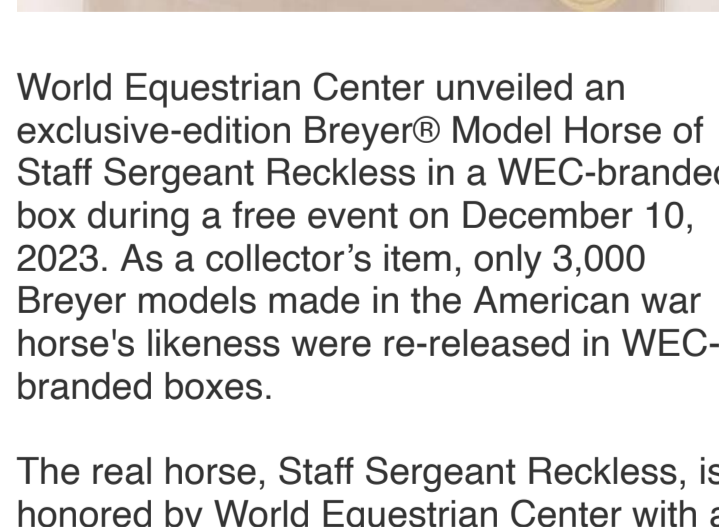 World Equestrian Center unveiled an
exclusive-edition Breyer® Model Horse of
Staff Sergeant Reckless in a WEC-branded
box during a free event on December 10,
2023. As a collector’s item, only 3,000
Breyer models made in the American war
horse's likeness were re-released in WEC-
branded boxes.
The real horse, Staff Sergeant Reckless, is
honored by World Equestrian Center with a